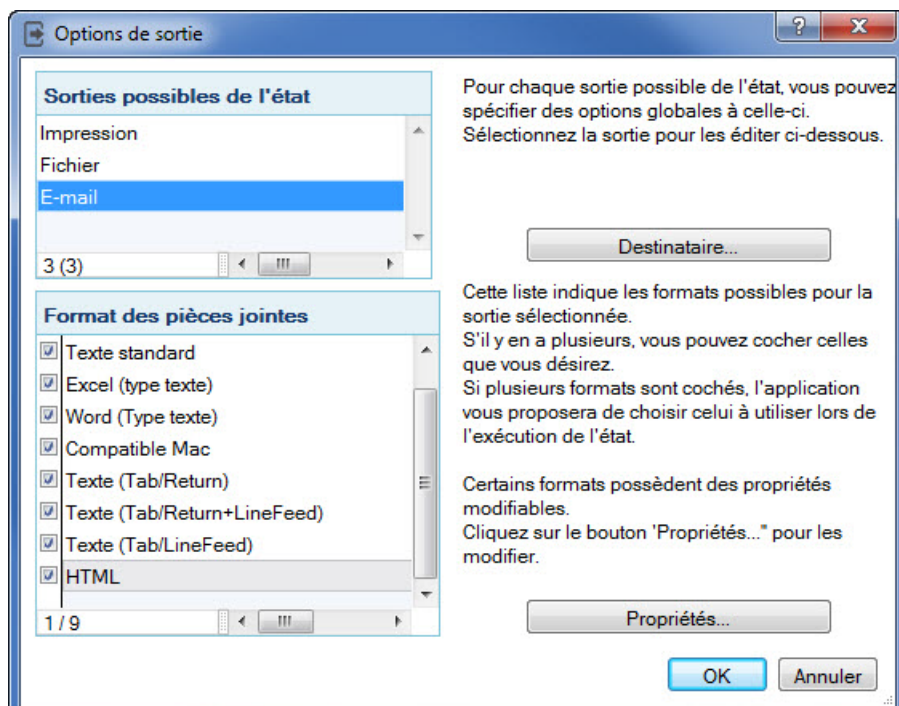 Options de sortie
Sorties possibles de l'état
Impression
Fichier
E-mail
3 (3)
Pour chaque sortie possible de l'état, vous pouvez
spécifier des options globales à celle-ci.
Sélectionnez la sortie pour les éditer ci-dessous.
Destinataire...
Format des pièces jointes
Texte standard
Excel (type texte)
Word (Type texte)
Compatible Mac
Texte (Tab/Return)
Texte (Tab/Return+LineFeed)
Texte (Tab/LineFeed)
HTML
1 / 9
Cette liste indique les formats possibles pour la
sortie sélectionnée.
S'il y en a plusieurs, vous pouvez cocher celles
que vous désirez.
Si plusieurs formats sont cochés, l'application
vous proposera de choisir celui à utiliser lors de
l'exécution de l'état.
Certains formats possèdent des propriétés
modifiables.
Cliquez sur le bouton 'Propriétés..." pour les
modifier.
Propriétés...
OK
Annuler